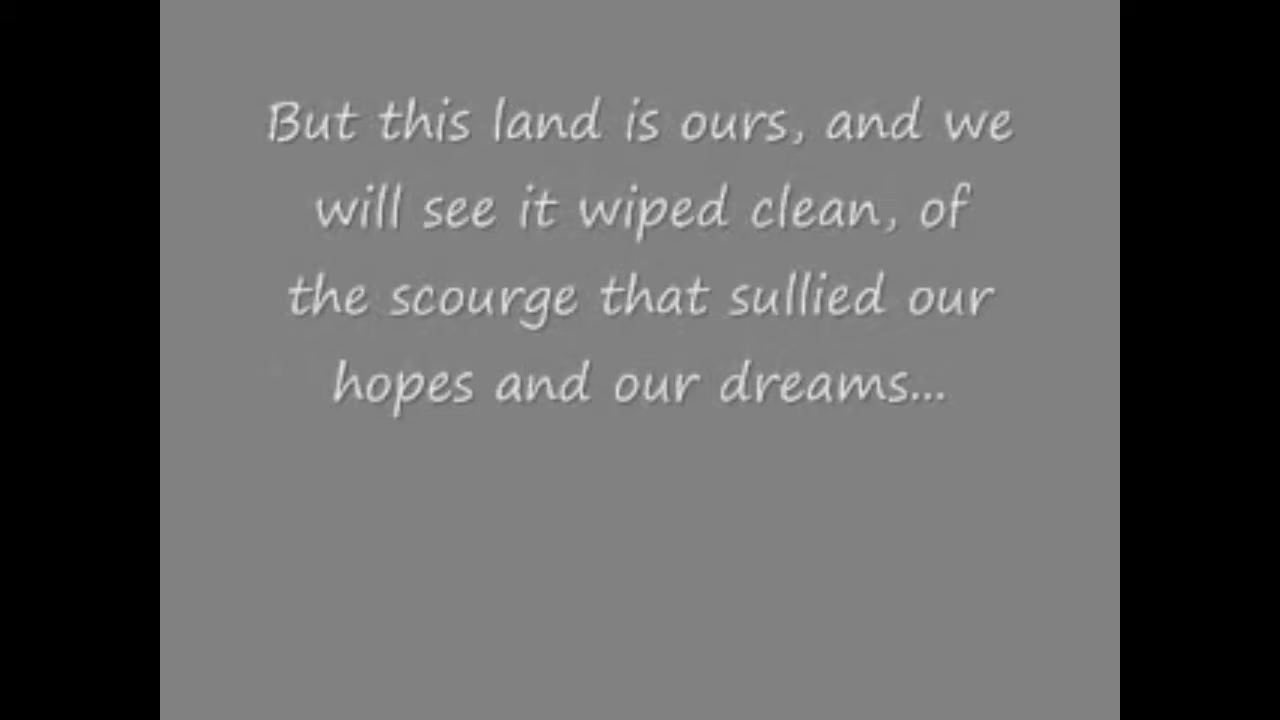 But this land is ours, and we
will see it wiped clean, of
the scourge that sullied our
hopes and our dreams...